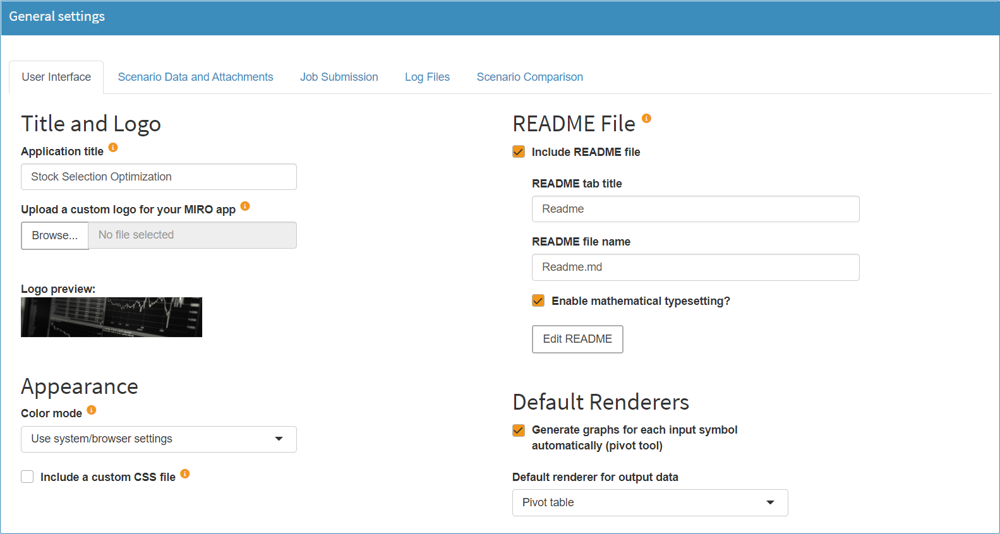 General settings
User Interface
Scenario Data and Attachments
Job Submission
Log Files
Scenario Comparison
Title and Logo
Application title
Stock Selection Optimization
Upload a custom logo for your MIRO app
Browse...
No file selected
Logo preview:
Appearance
Color mode
Use system/browser settings
Include a custom CSS file
README File
Include README file
README tab title
Readme
README file name
Readme.md
Enable mathematical typesetting?
Edit README
Default Renderers
Generate graphs for each input symbol
automatically (pivot tool)
Default renderer for output data
Pivot table